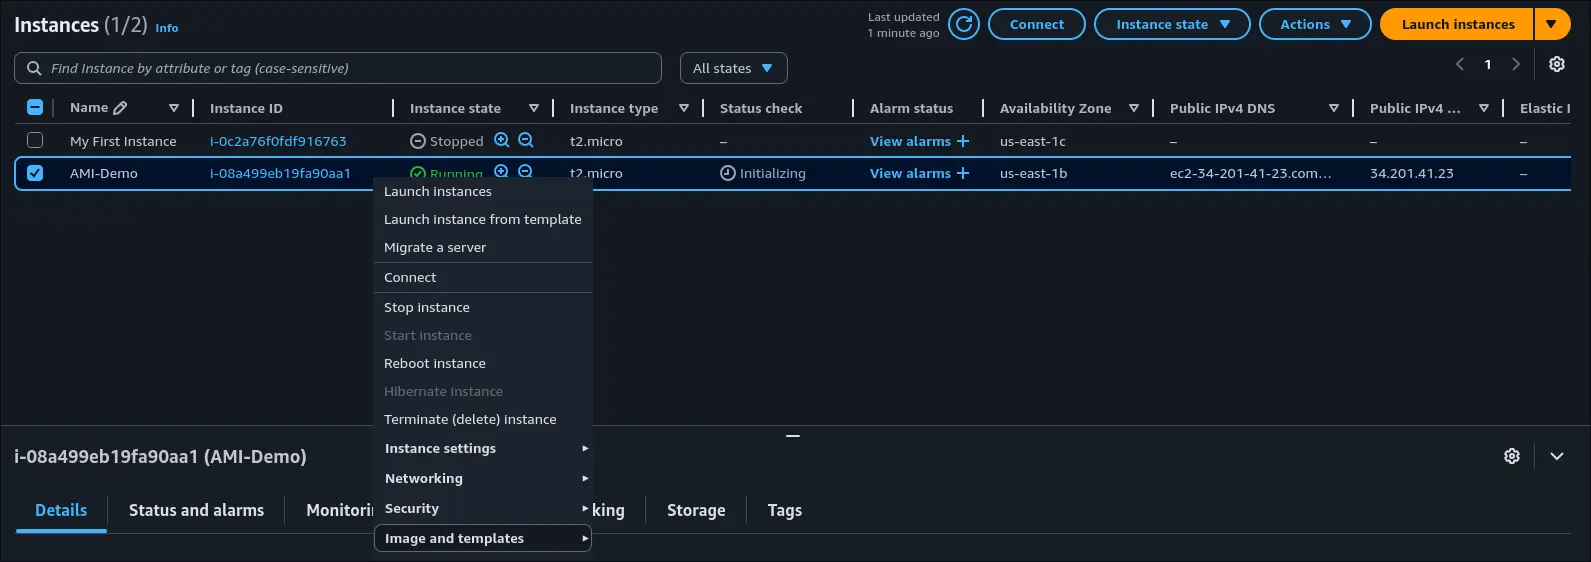 Instances (1/2) Info
Last updated
1 minute ago
Connect
Instance state
Actions
Launch instances
Find Instance by attribute or tag (case-sensitive)
All states
1
Name Instance ID Instance state Instance type Status check Alarm status Availability Zone Public IPv4 DNS Public IPv4 ... Elastic I
My First Instance i-0c2a76f0fdf916763 Stopped t2.micro – View alarms + us-east-1c – – –
AMI-Demo i-08a499eb19fa90aa1 Running t2.micro Initializing View alarms + us-east-1b ec2-34-201-41-23.com... 34.201.41.23 –
Launch instances
Launch instance from template
Migrate a server
Connect
Stop instance
Start instance
Reboot instance
Hibernate instance
Terminate (delete) instance
Instance settings
Networking
Security
Image and templates
i-08a499eb19fa90aa1 (AMI-Demo)
Details Status and alarms Monitorin king Storage Tags